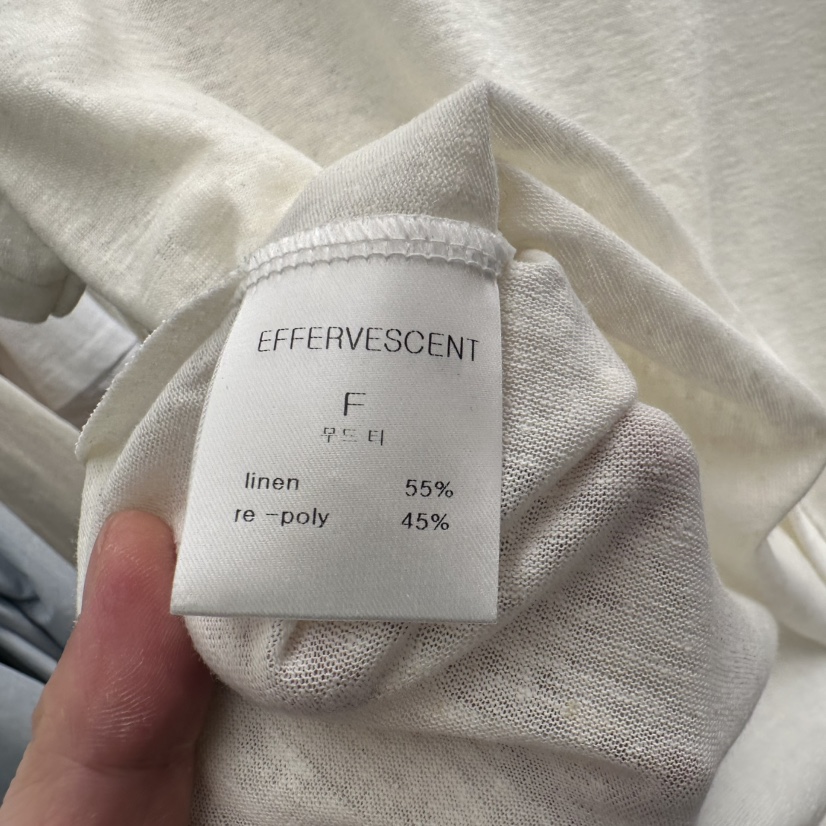 EFFERVESCENT
F
무드 티
linen 55%
re -poly 45%